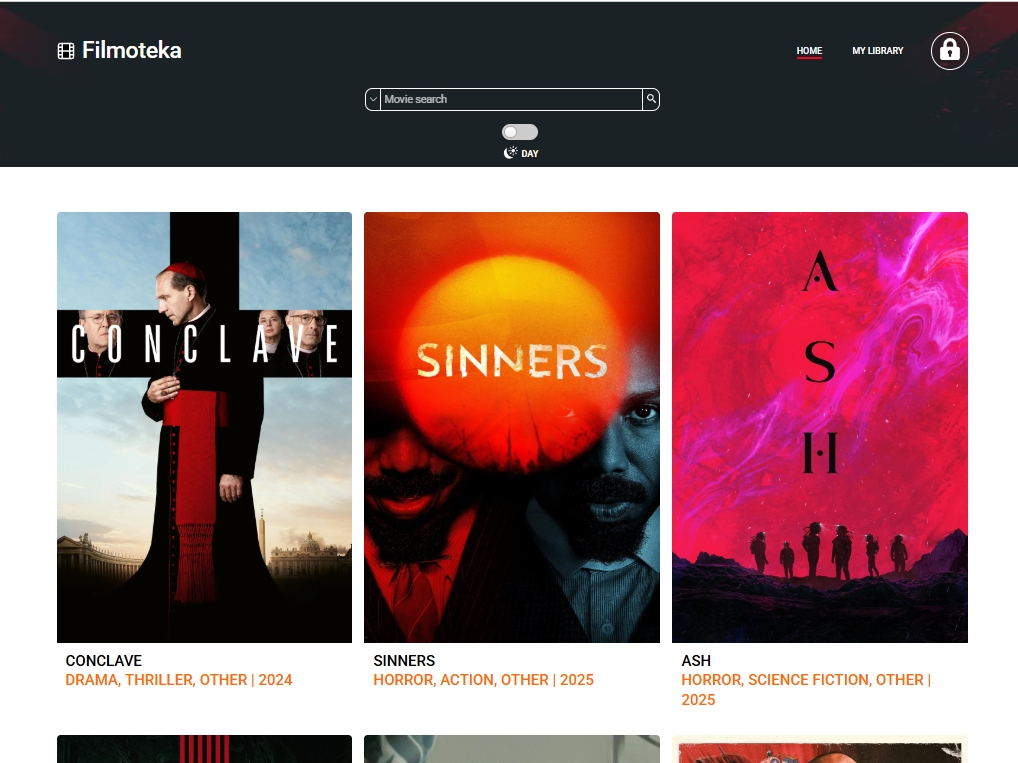 Filmoteka
HOME
MY LIBRARY
Movie search
DAY
CONCLAVE
SINNERS
A
S
H
CONCLAVE
DRAMA, THRILLER, OTHER | 2024
SINNERS
HORROR, ACTION, OTHER | 2025
ASH
HORROR, SCIENCE FICTION, OTHER |
2025